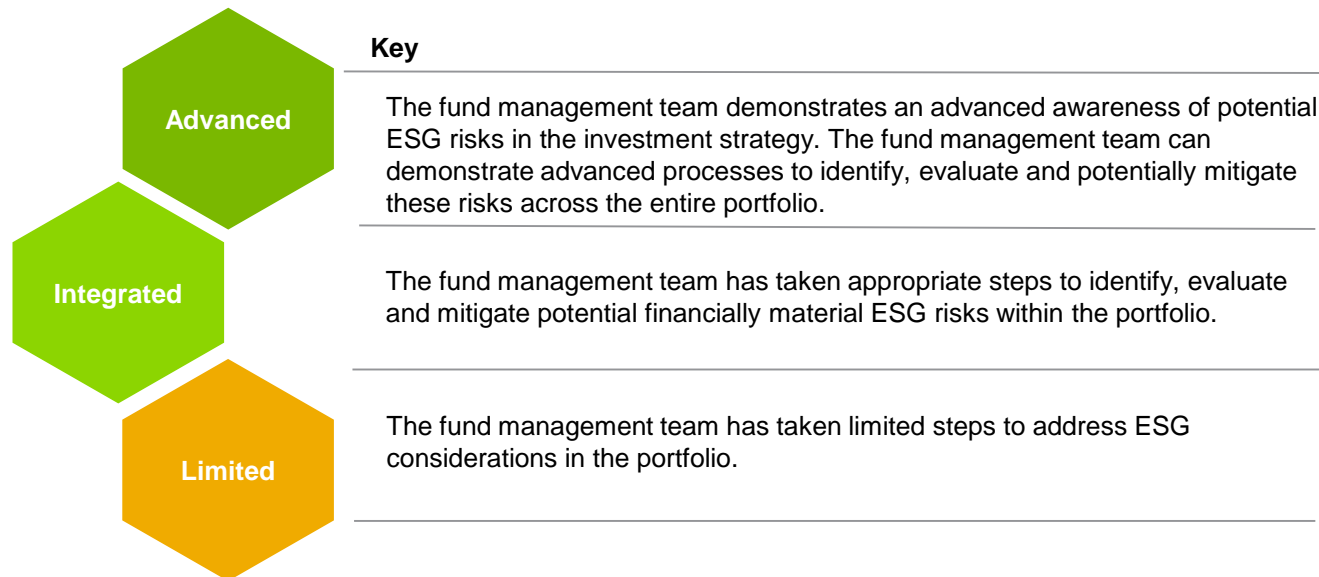 Key
Advanced
The fund management team demonstrates an advanced awareness of potential
ESG risks in the investment strategy. The fund management team can
demonstrate advanced processes to identify, evaluate and potentially mitigate
these risks across the entire portfolio.
Integrated
The fund management team has taken appropriate steps to identify, evaluate
and mitigate potential financially material ESG risks within the portfolio.
Limited
The fund management team has taken limited steps to address ESG
considerations in the portfolio.